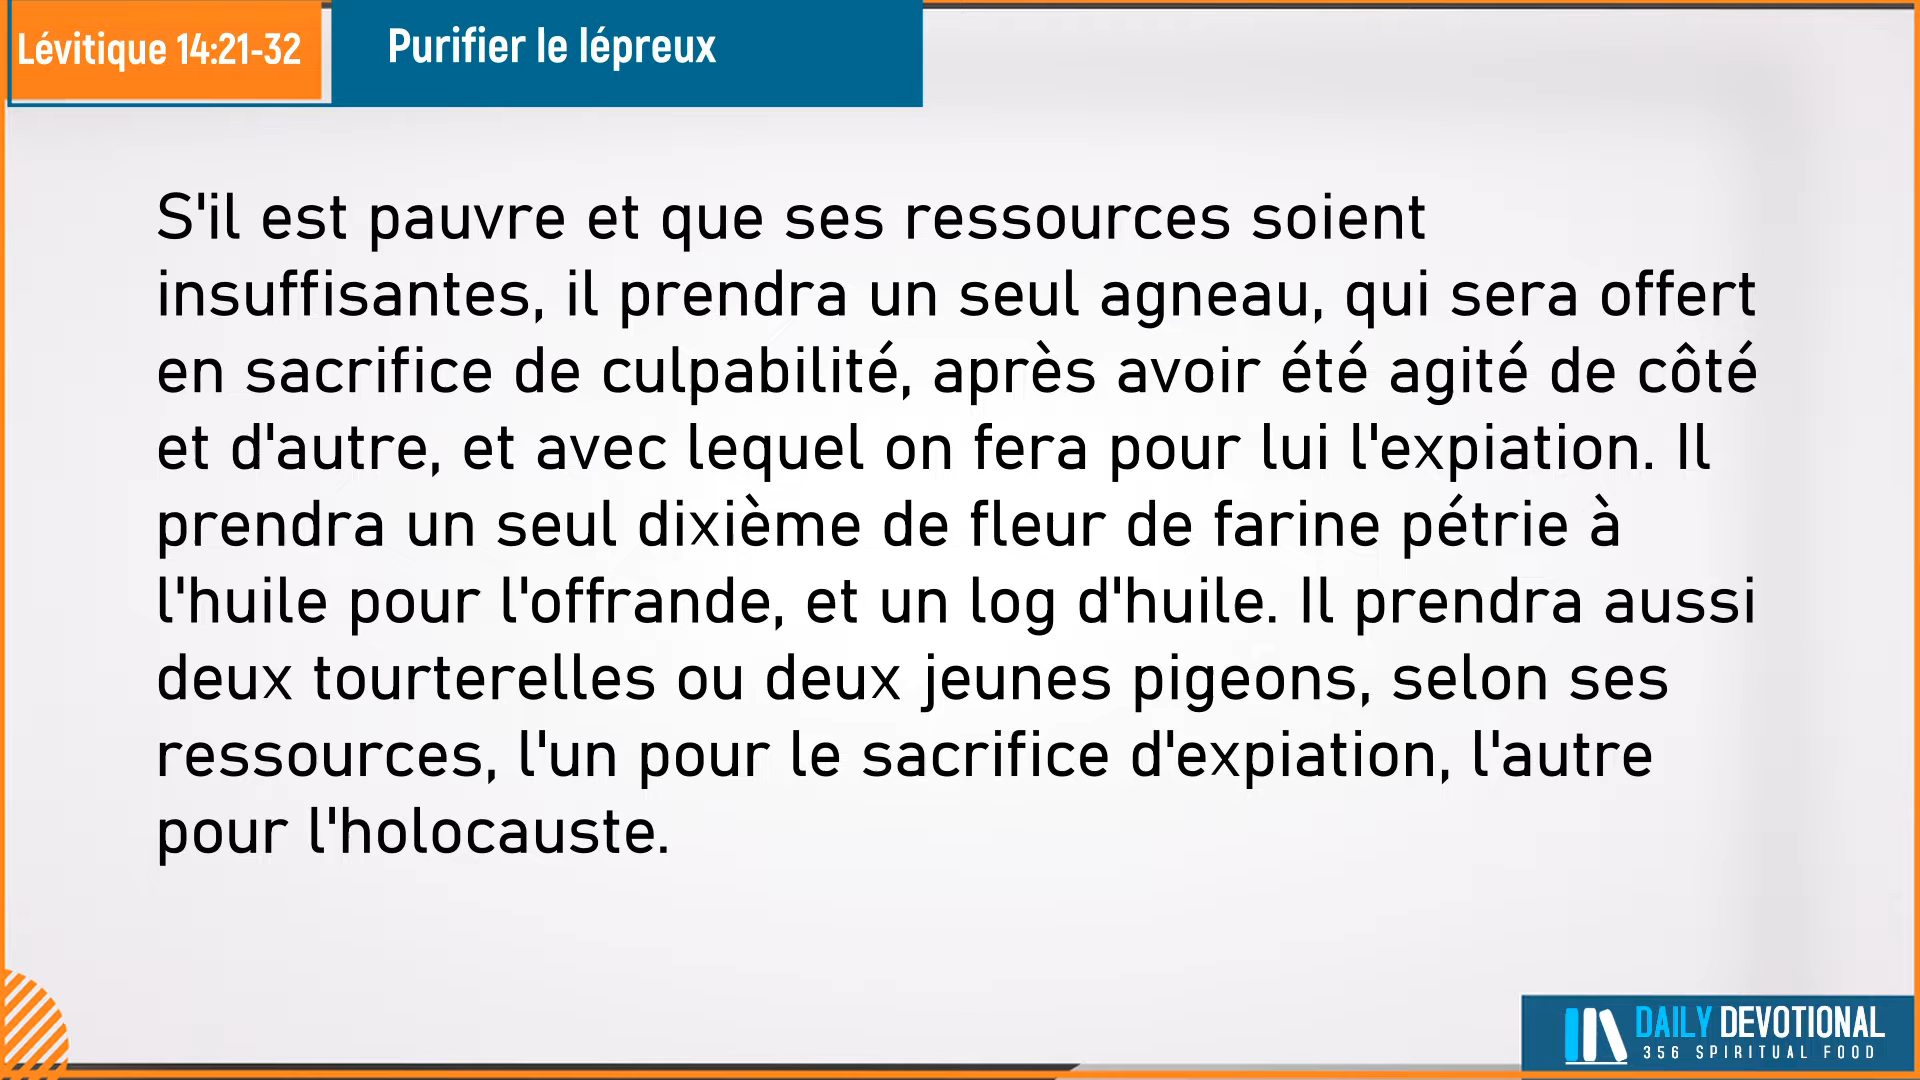 Lévitique 14:21-32
Purifier le lépreux
S'il est pauvre et que ses ressources soient
insuffisantes, il prendra un seul agneau, qui sera offert
en sacrifice de culpabilité, après avoir été agité de côté
et d'autre, et avec lequel on fera pour lui l'expiation. Il
prendra un seul dixième de fleur de farine pétrie à
l'huile pour l'offrande, et un log d'huile. Il prendra aussi
deux tourterelles ou deux jeunes pigeons, selon ses
ressources, l'un pour le sacrifice d'expiation, l'autre
pour l'holocauste.
DAILY DEVOTIONAL
356 SPIRITUAL FOOD